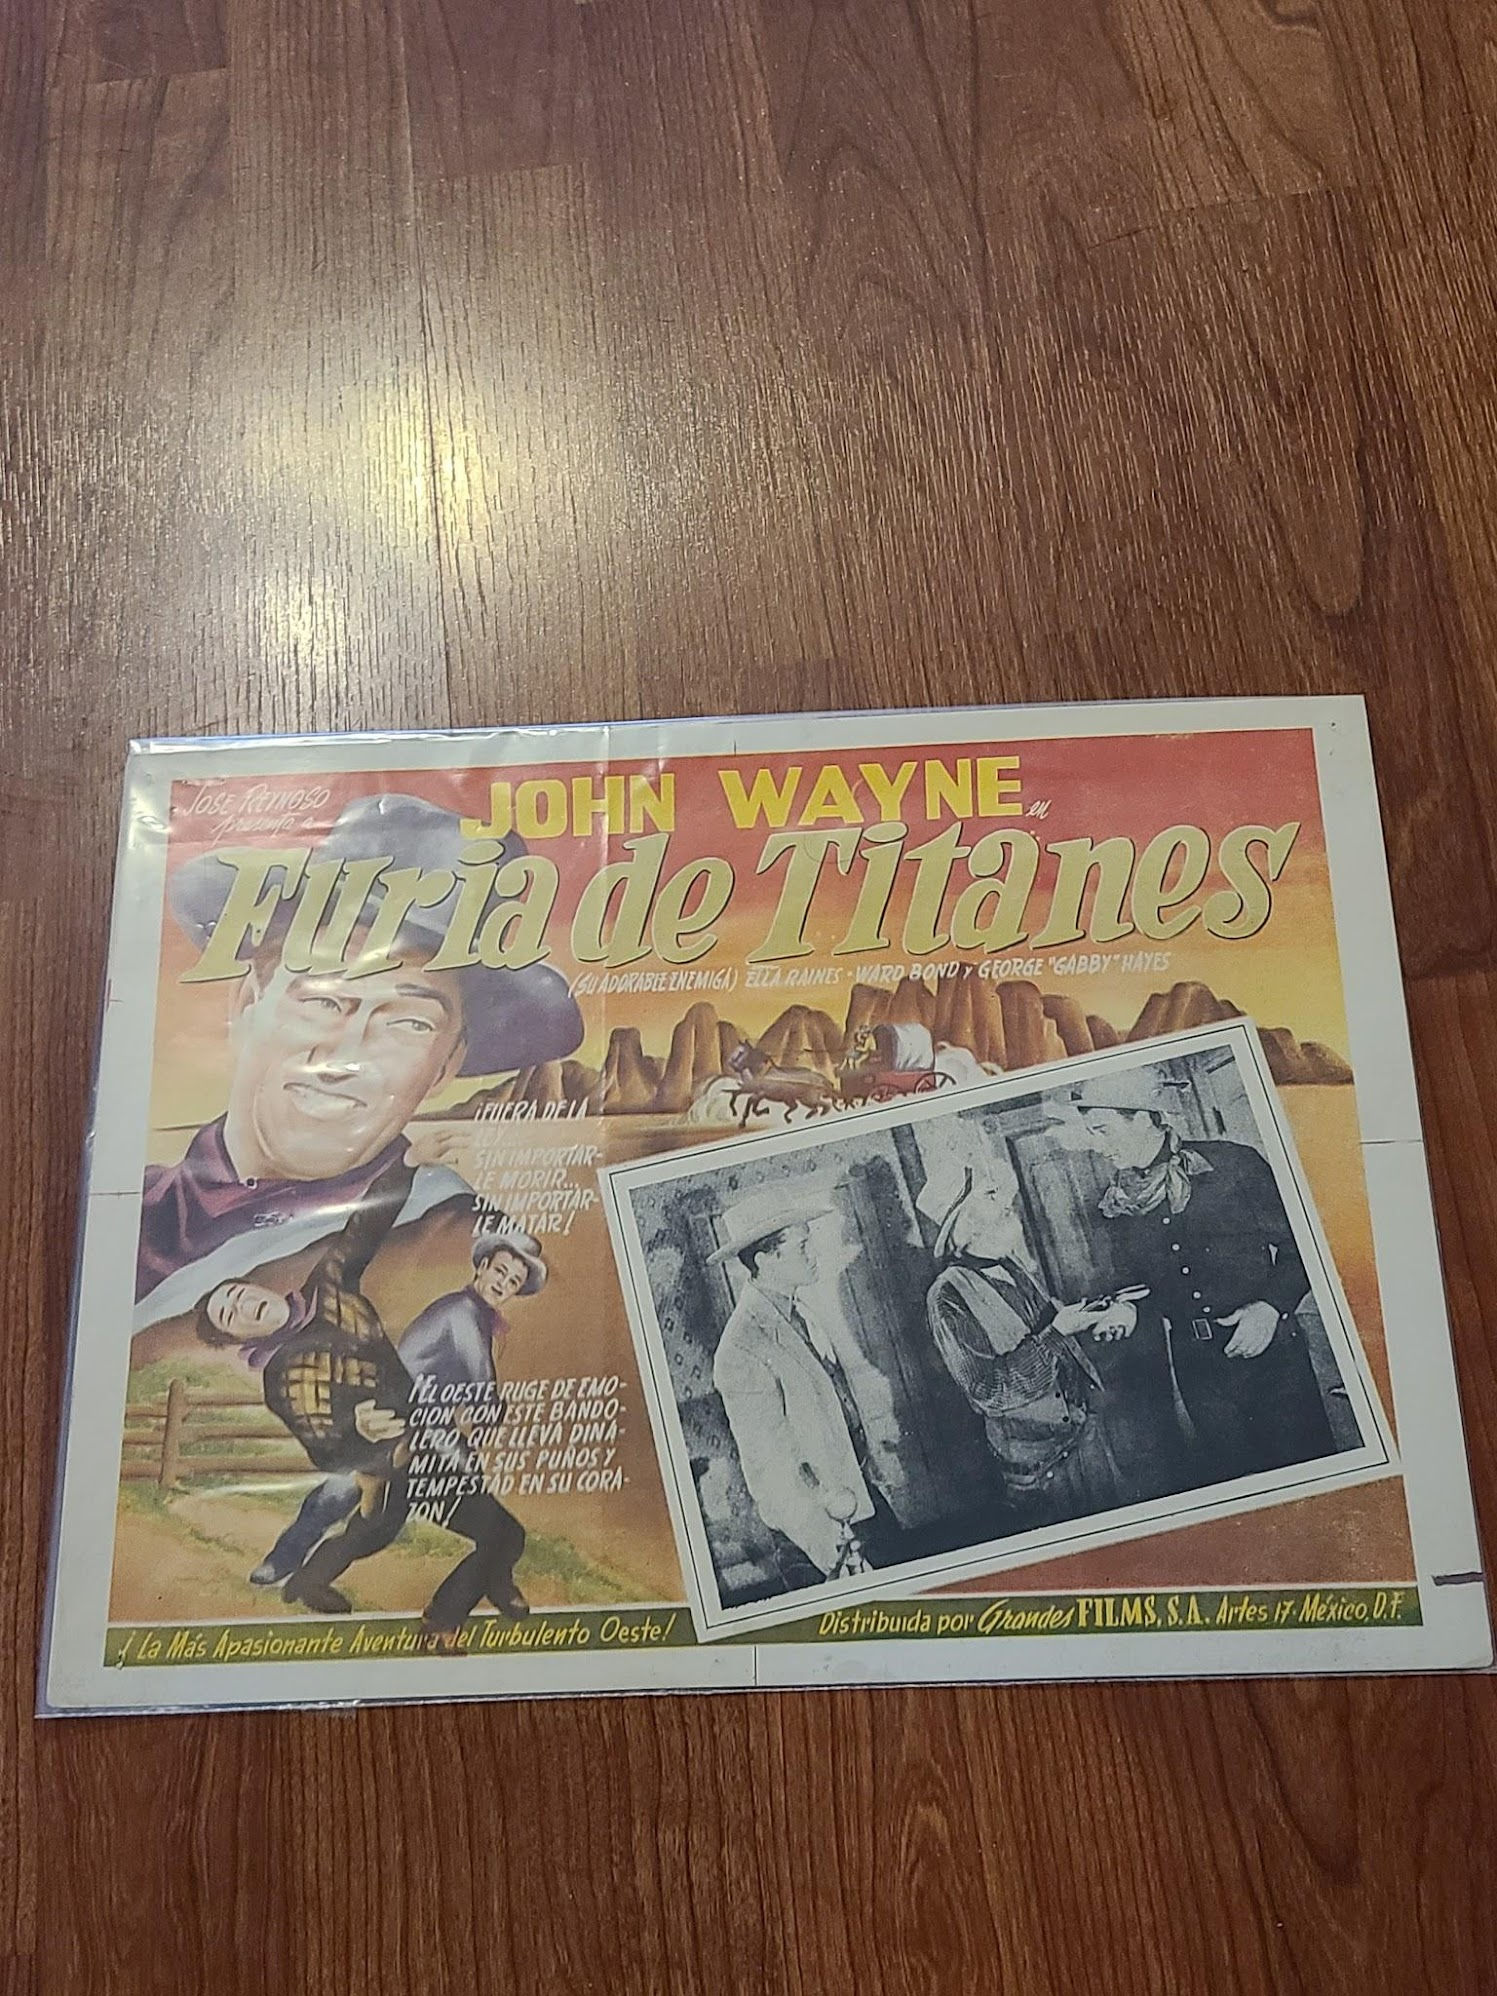 JOSE REYNOSO
presenta a
JOHN WAYNE en
Furia de Titanes
(SU ADORABLE ENEMIGA) ELLA RAINES · WARD BOND Y GEORGE "GABBY" HAYES
¡FUERA DE LA
LEY...
SIN IMPORTAR-
LE MORIR...
SIN IMPORTAR-
LE MATAR!
¡EL OESTE RUGE DE EMO-
CION CON ESTE BANDO-
LERO QUE LLEVA DINA-
MITA EN SUS PUÑOS Y
TEMPESTAD EN SU CORA-
ZON!
¡La Más Apasionante Aventura del Turbulento Oeste!
Distribuida por Grandes FILMS, S.A. Artes 17 · México, D.F.